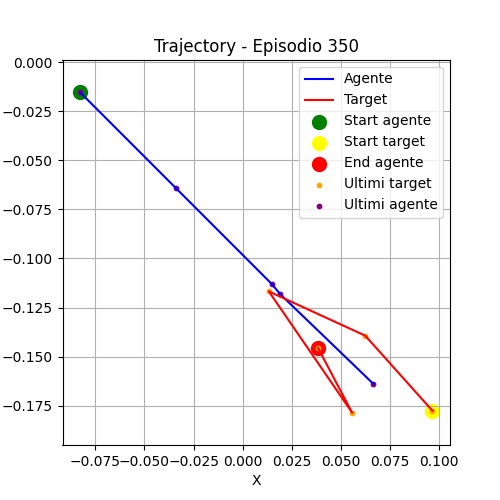 Trajectory - Episodio 350
0.000
−0.025
−0.050
−0.075
−0.100
−0.125
−0.150
−0.175
Agente
Target
Start agente
Start target
End agente
Ultimi target
Ultimi agente
−0.075 −0.050 −0.025 0.000 0.025 0.050 0.075 0.100
X